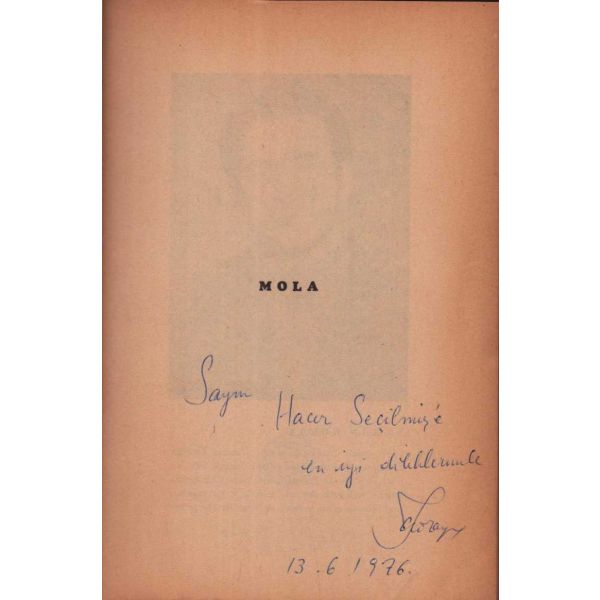 MOLA
Sayın Hacer Seçilmiş'e
en iyi dileklerimle
13.6.1976.